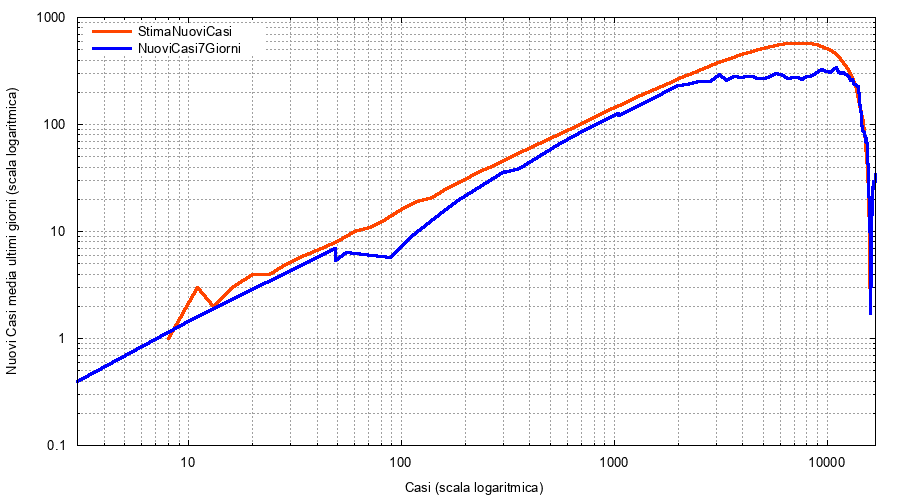 StimaNuoviCasi
NuoviCasi7Giorni
Nuovi Casi media ultimi giorni (scala logaritmica)
1000
100
10
1
0.1
10
100
1000
10000
Casi (scala logaritmica)